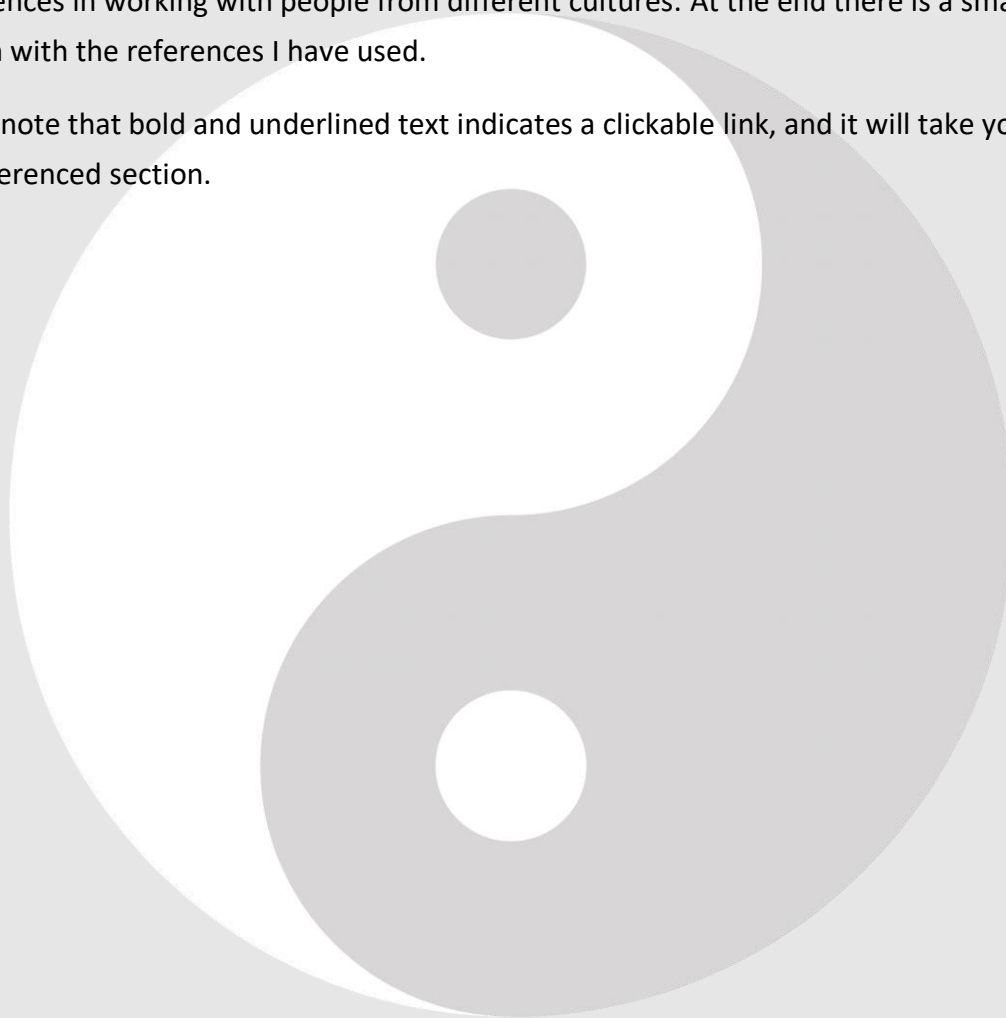 ences in working with people from different cultures. At the end there is a sma
with the references I have used.
note that bold and underlined text indicates a clickable link, and it will take yo
erenced section.